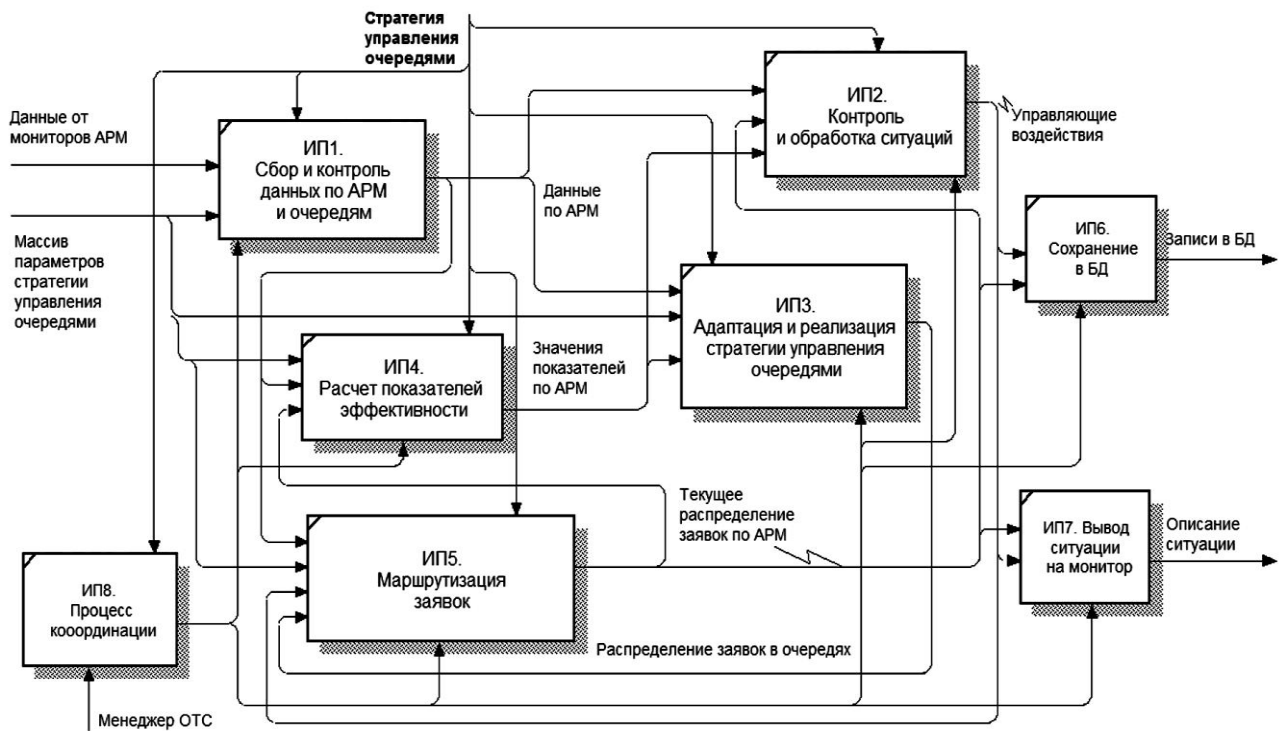 Стратегия
управления
очередями
Данные от
мониторов АРМ
ИП1.
Сбор и контроль
данных по АРМ
и очередям
ИП2.
Контроль
и обработка ситуаций
Управляющие
воздействия
Данные
по АРМ
Массив
параметров
стратегии
управления
очередями
ИП6.
Сохранение
в БД
Записи в БД
ИП3.
Адаптация и реализация
стратегии управления
очередями
ИП4.
Расчет показателей
эффективности
Значения
показателей
по АРМ
Текущее
распределение
заявок по АРМ
ИП7. Вывод
ситуации
на монитор
Описание
ситуации
ИП5.
Маршрутизация
заявок
ИП8.
Процесс
кооординации
Распределение заявок в очередях
Менеджер ОТС